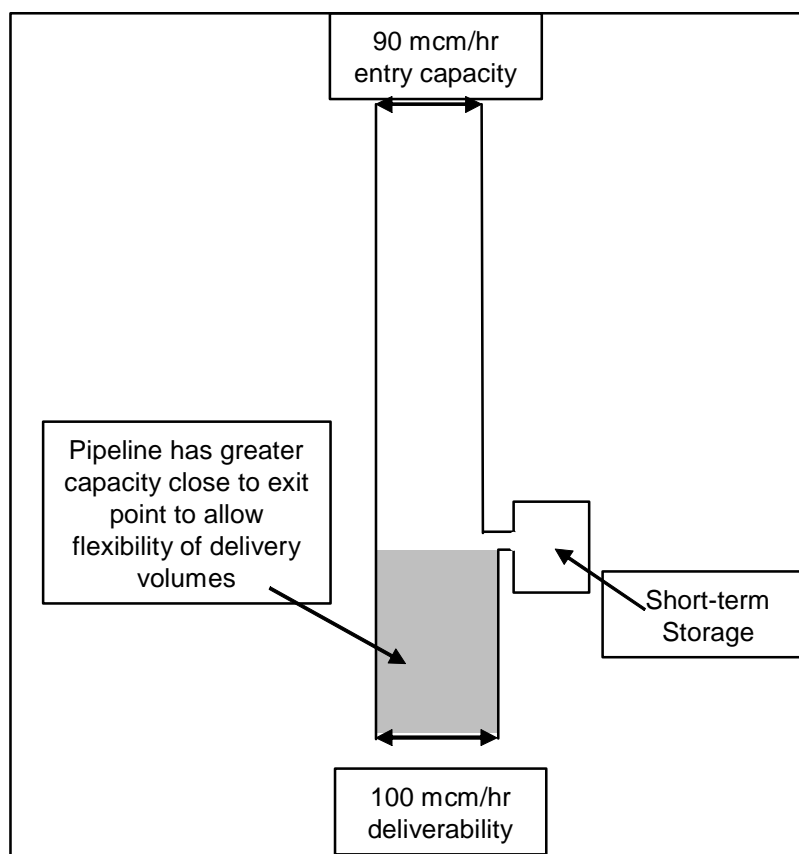 90 mcm/hr
entry capacity
Pipeline has greater
capacity close to exit
point to allow
flexibility of delivery
volumes
Short-term
Storage
100 mcm/hr
deliverability